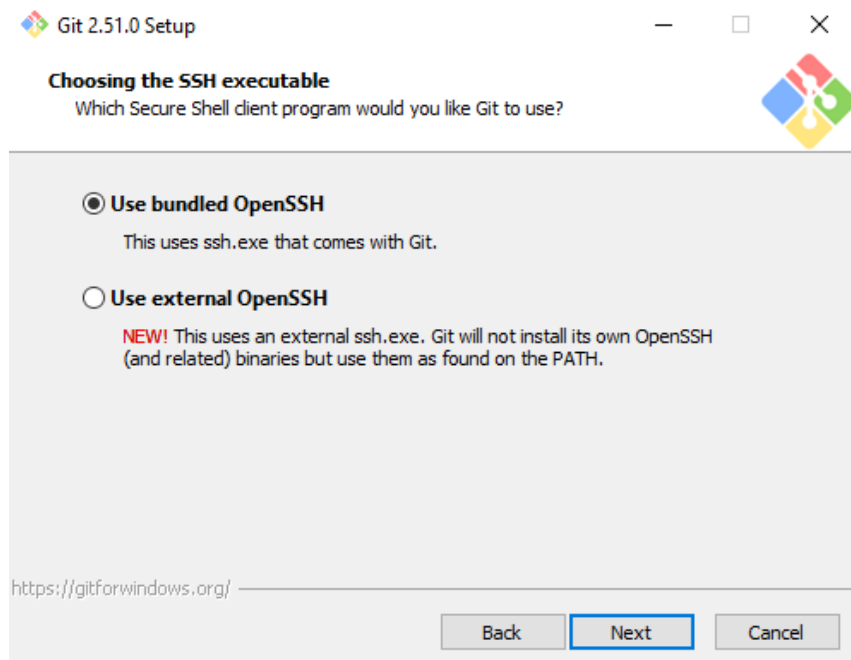 Git 2.51.0 Setup
Choosing the SSH executable
Which Secure Shell client program would you like Git to use?
Use bundled OpenSSH
This uses ssh.exe that comes with Git.
Use external OpenSSH
NEW! This uses an external ssh.exe. Git will not install its own OpenSSH
(and related) binaries but use them as found on the PATH.
https://gitforwindows.org/
Back Next Cancel